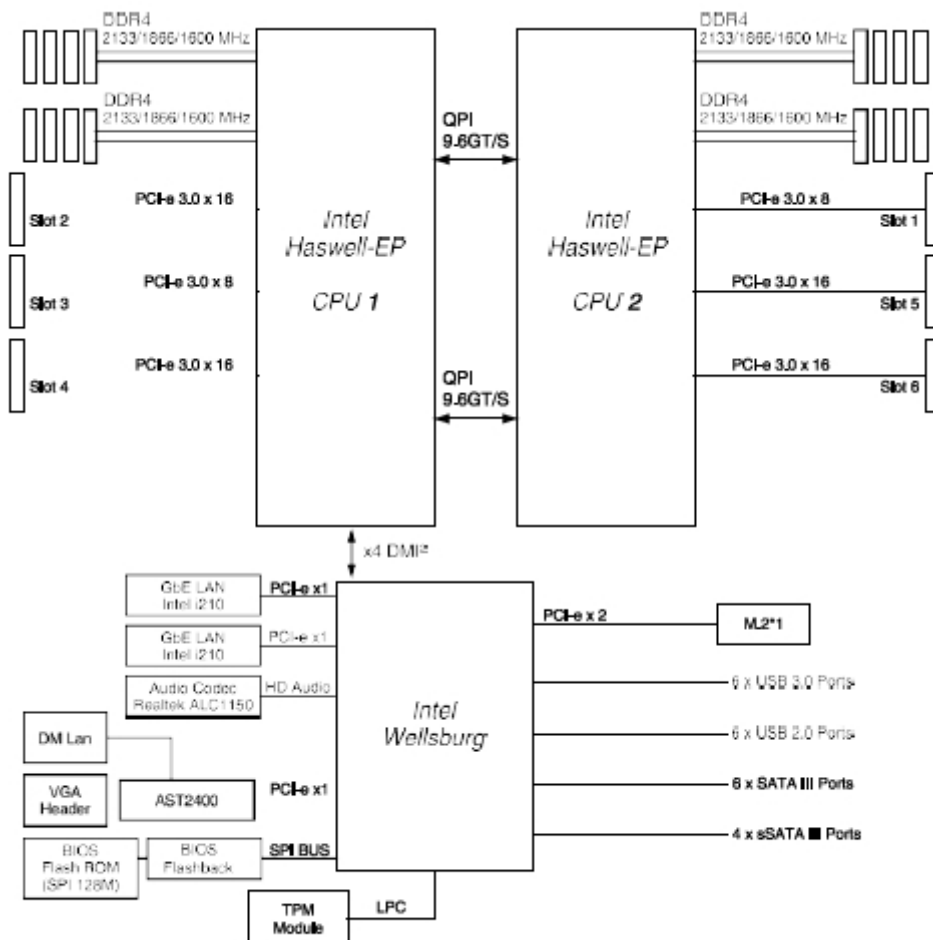 DDR4
2133/1866/1600 MHz
DDR4
2133/1866/1600 MHz
DDR4
2133/1866/1600 MHz
DDR4
2133/1866/1600 MHz
QPI
9.6GT/S
PCI-e 3.0 x 16
Slot 2
PCI-e 3.0 x 8
Slot 3
PCI-e 3.0 x 16
Slot 4
Intel
Haswell-EP
CPU 1
Intel
Haswell-EP
CPU 2
PCI-e 3.0 x 8
Slot 1
PCI-e 3.0 x 16
Slot 5
PCI-e 3.0 x 16
Slot 6
QPI
9.6GT/S
x4 DMI²
GbE LAN
Intel i210
PCI-e x1
GbE LAN
Intel i210
PCI-e x1
Audio Codec
Realtek ALC1150
HD Audio
DM Lan
VGA
Header
AST2400
PCI-e x1
BIOS
Flash ROM
(SPI 128M)
BIOS
Flashback
SPI BUS
TPM
Module
LPC
Intel
Wellsburg
PCI-e x 2
M.2*1
6 x USB 3.0 Ports
6 x USB 2.0 Ports
6 x SATA III Ports
4 x sSATA ■ Ports